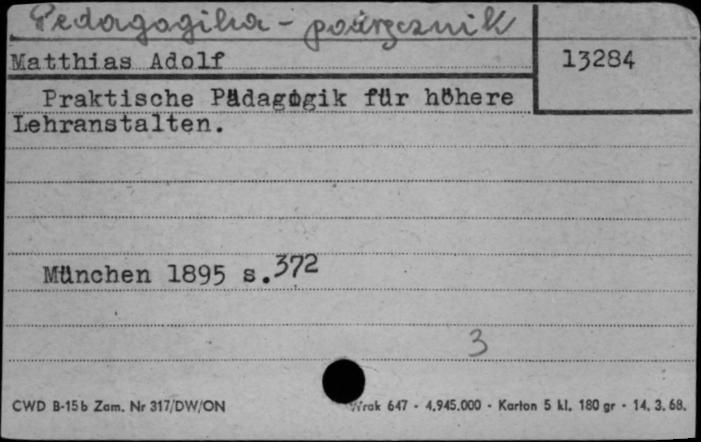 Pedagogika - podręcznik
Matthias Adolf
13284
Praktische Pädagogik für höhere
Lehranstalten.
München 1895 s. 372
3
CWD B-15b Zam. Nr 317/DW/ON
Wrak 647 - 4.945.000 - Karton 5 kl. 180 gr - 14. 3. 68.